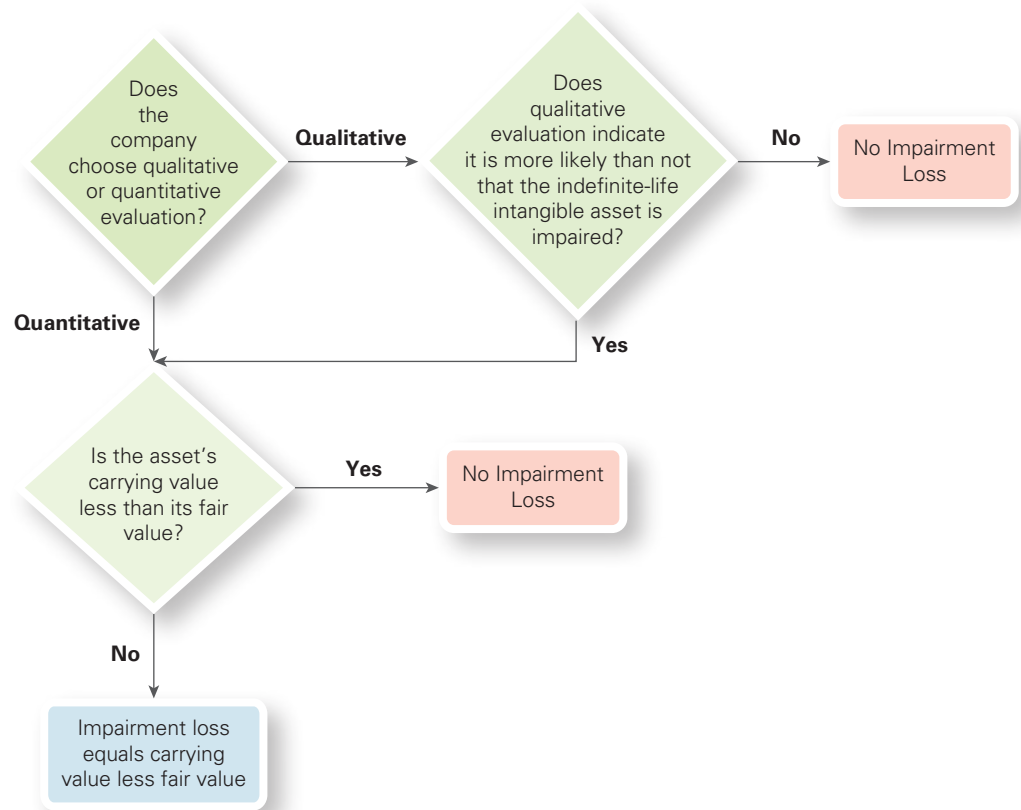 Does
the
company
choose qualitative
or quantitative
evaluation?
Qualitative
Does
qualitative
evaluation indicate
it is more likely than not
that the indefinite-life
intangible asset is
impaired?
No
No Impairment
Loss
Quantitative
Yes
Is the asset's
carrying value
less than its fair
value?
Yes
No Impairment
Loss
No
Impairment loss
equals carrying
value less fair value